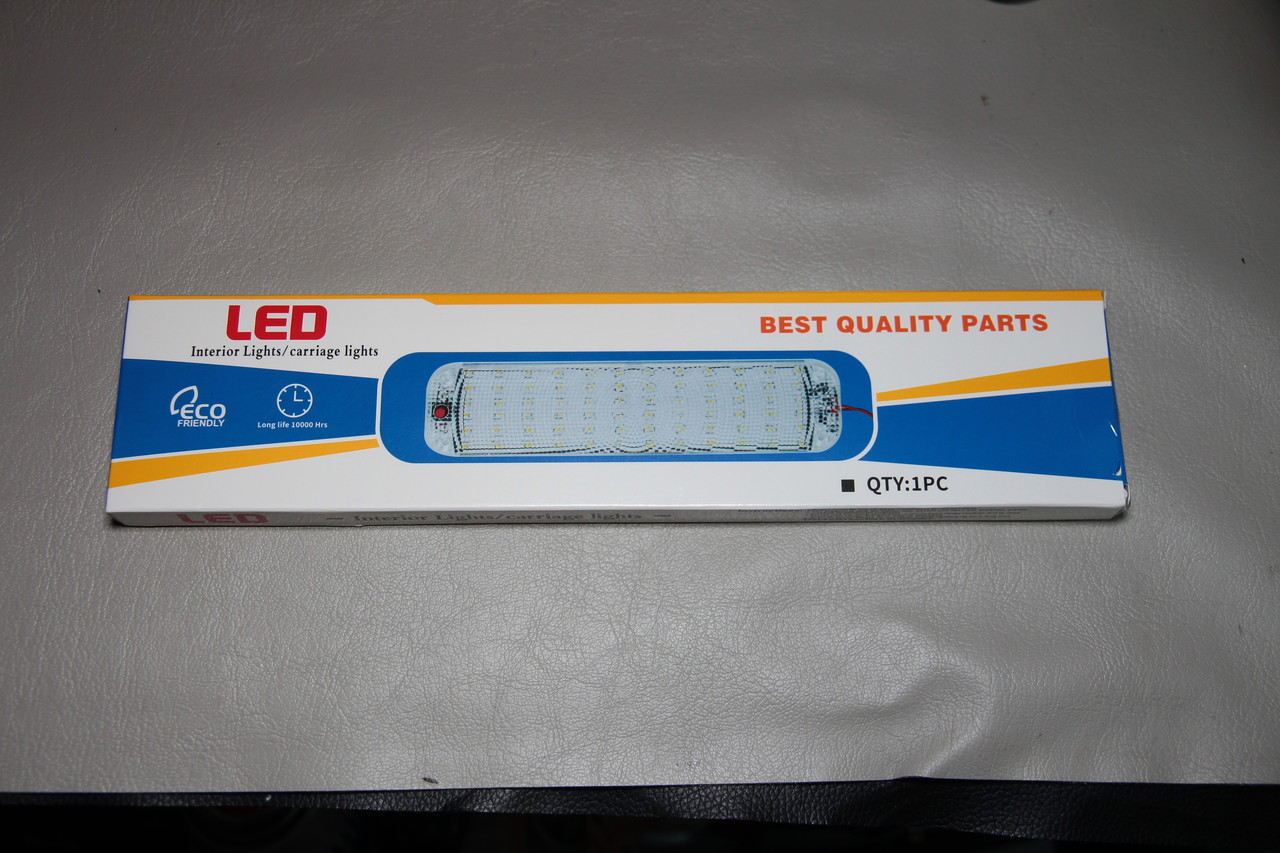 LED
Interior Lights/carriage lights
BEST QUALITY PARTS
ECO
FRIENDLY
Long life 10000 Hrs
QTY:1PC
LED
Interior Lights/carriage lights